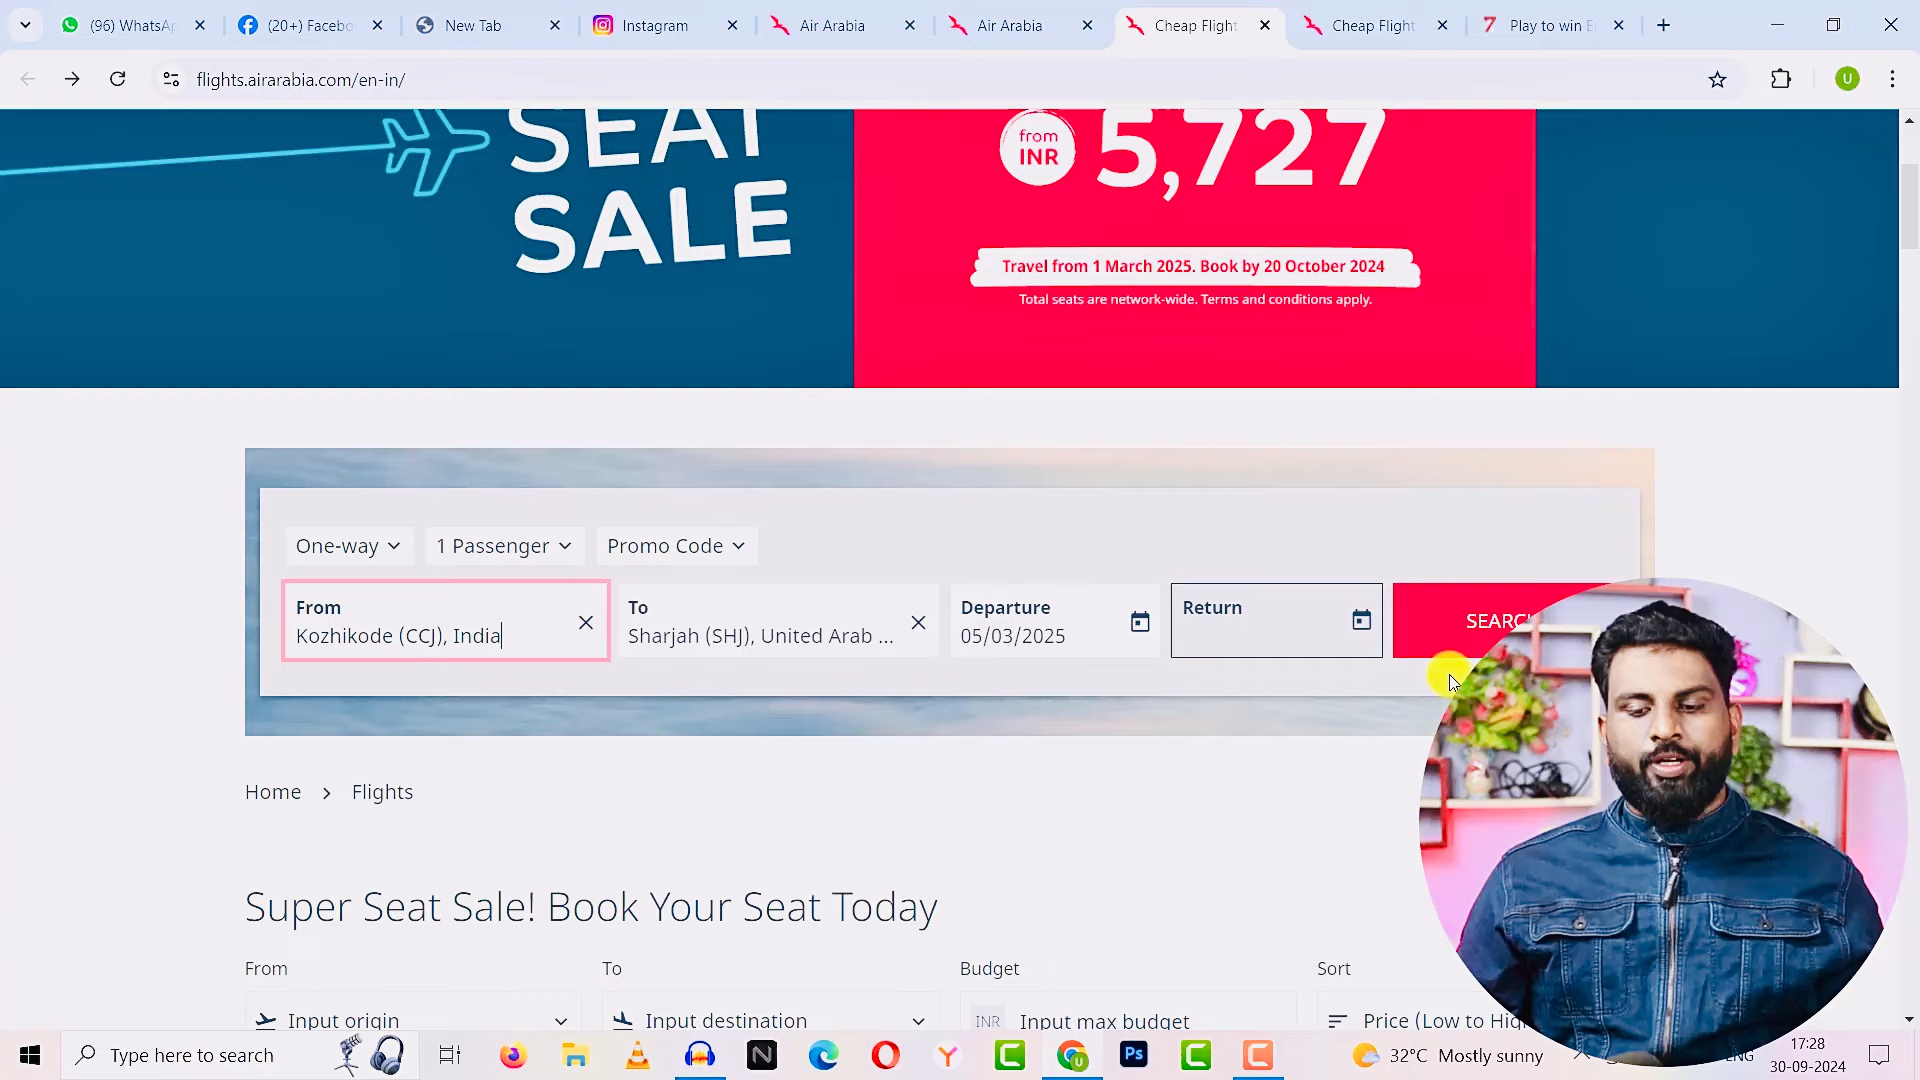 (96) WhatsAp
(20+) Facebo
New Tab
Instagram
Air Arabia
Air Arabia
Cheap Flight
Cheap Flight
Play to win E
flights.airarabia.com/en-in/
U
SEAT
SALE
from
INR
5,727
Travel from 1 March 2025. Book by 20 October 2024
Total seats are network-wide. Terms and conditions apply.
One-way
1 Passenger
Promo Code
From
Kozhikode (CCJ), India
To
Sharjah (SHJ), United Arab ...
Departure
05/03/2025
Return
SEARCH
Home > Flights
Super Seat Sale! Book Your Seat Today
From
To
Budget
Sort
Input origin
Input destination
INR
Input max budget
Price (Low to High
Type here to search
Ps
32°C Mostly sunny
ENG
17:28
30-09-2024